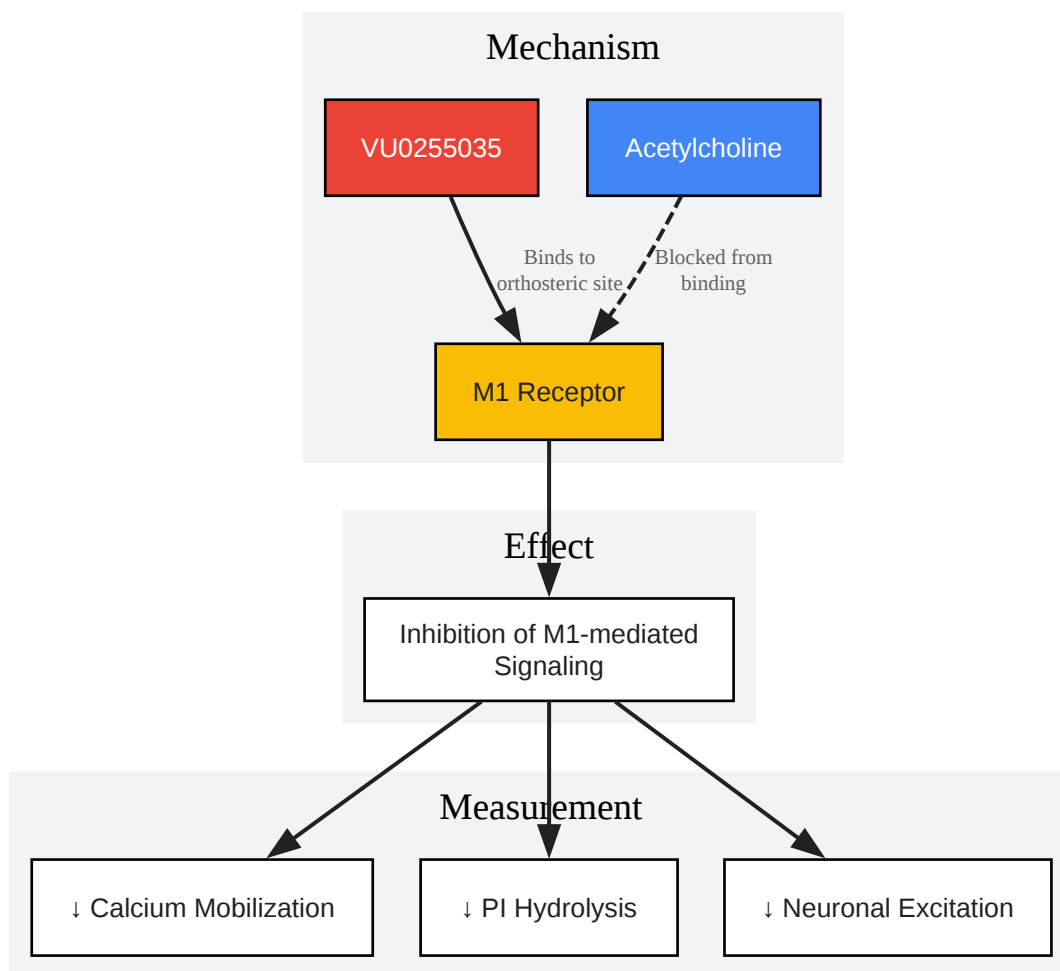 Mechanism
VU0255035
Acetylcholine
Binds to
orthosteric site
Blocked from
binding
M1 Receptor
Effect
Inhibition of M1-mediated
Signaling
Measurement
↓ Calcium Mobilization
↓ PI Hydrolysis
↓ Neuronal Excitation